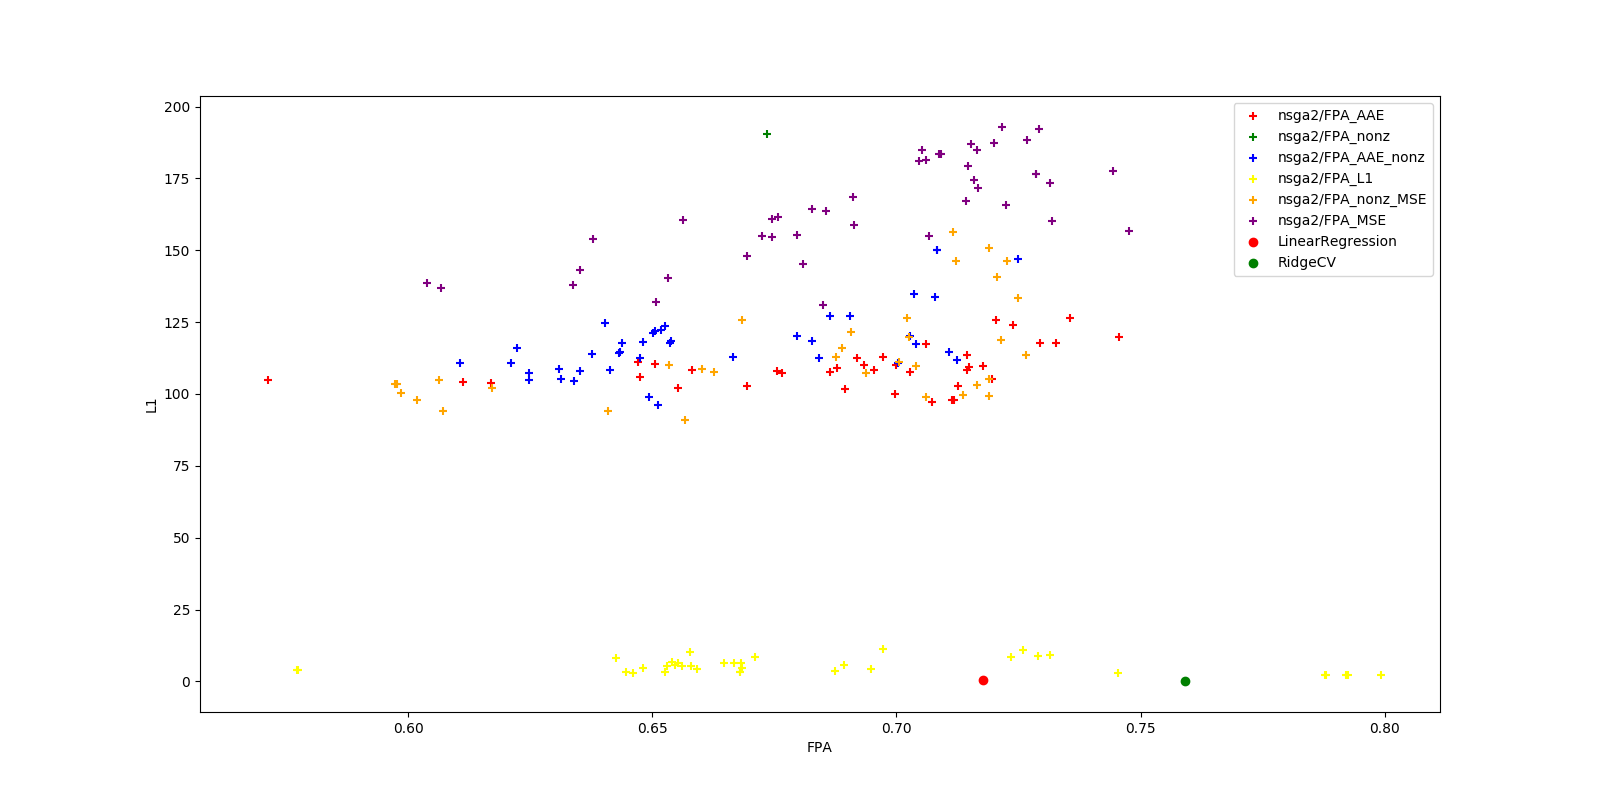 200
175
150
125
100
75
50
25
0
L1
0.60
0.65
0.70
0.75
0.80
FPA
nsga2/FPA_AAE
nsga2/FPA_nonz
nsga2/FPA_AAE_nonz
nsga2/FPA_L1
nsga2/FPA_nonz_MSE
nsga2/FPA_MSE
LinearRegression
RidgeCV